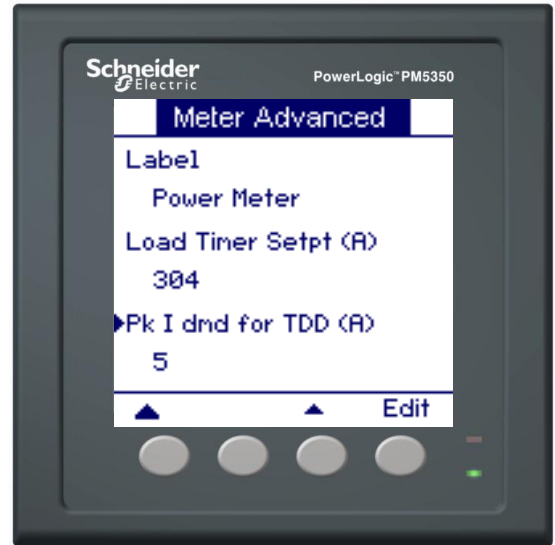 Schneider
Electric
PowerLogic™ PM5350
Meter Advanced
Label
Power Meter
Load Timer Setpt (A)
304
Pk I dmd for TDD (A)
5
Edit